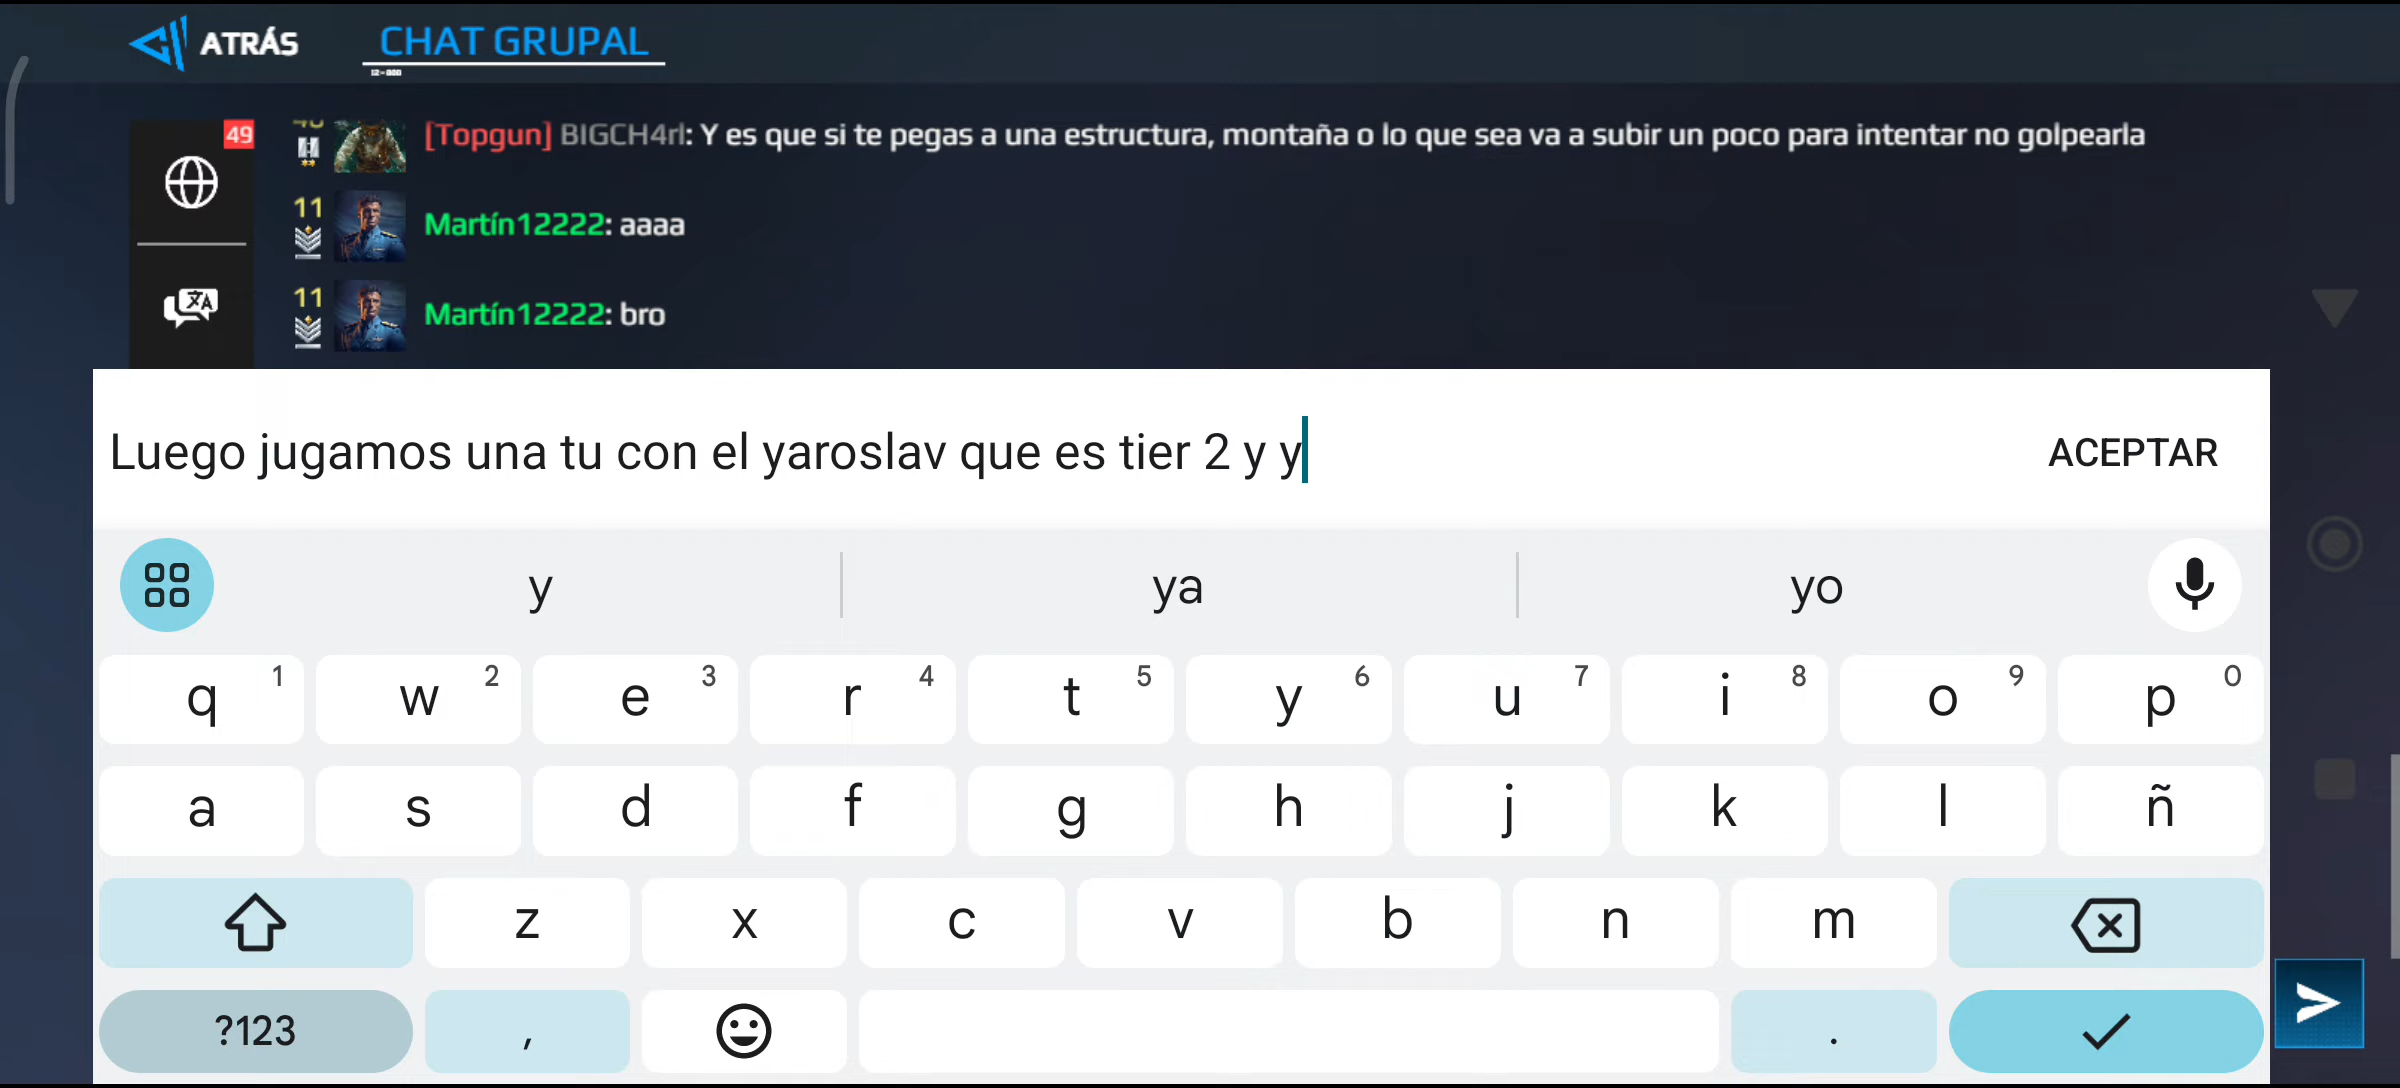 ATRÁS
CHAT GRUPAL
49
[Topgun] BIGCH4rl: Y es que si te pegas a una estructura, montaña o lo que sea va a subir un poco para intentar no golpearla
11
Martín12222: aaaa
11
Martín12222: bro
Luego jugamos una tu con el yaroslav que es tier 2 y y
ACEPTAR
y ya yo
q 1 w 2 e 3 r 4 t 5 y 6 u 7 i 8 o 9 p 0
a s d f g h j k l ñ
z x c v b n m
?123 , .